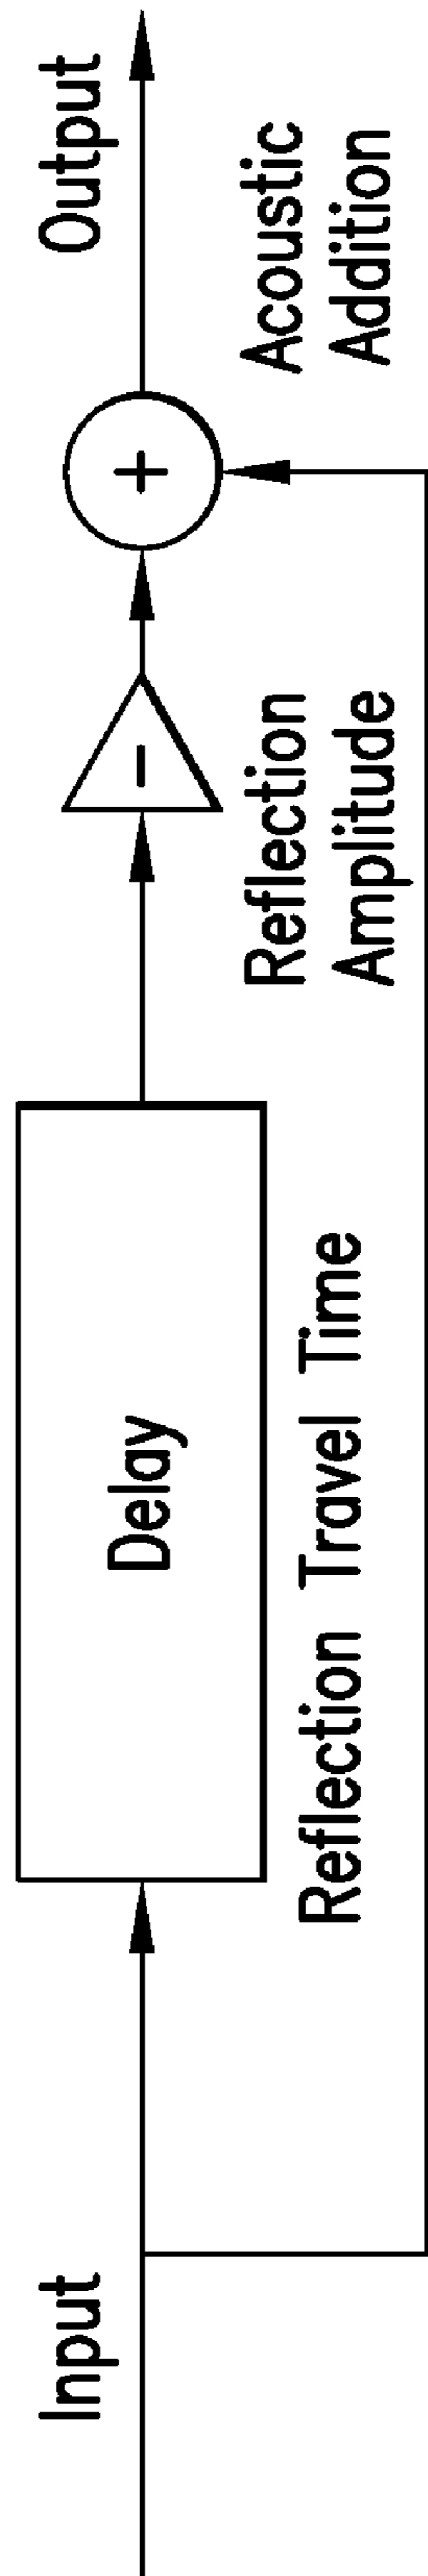 Input
Output
Delay
-
+
Reflection Travel Time
Reflection
Amplitude
Acoustic
Addition